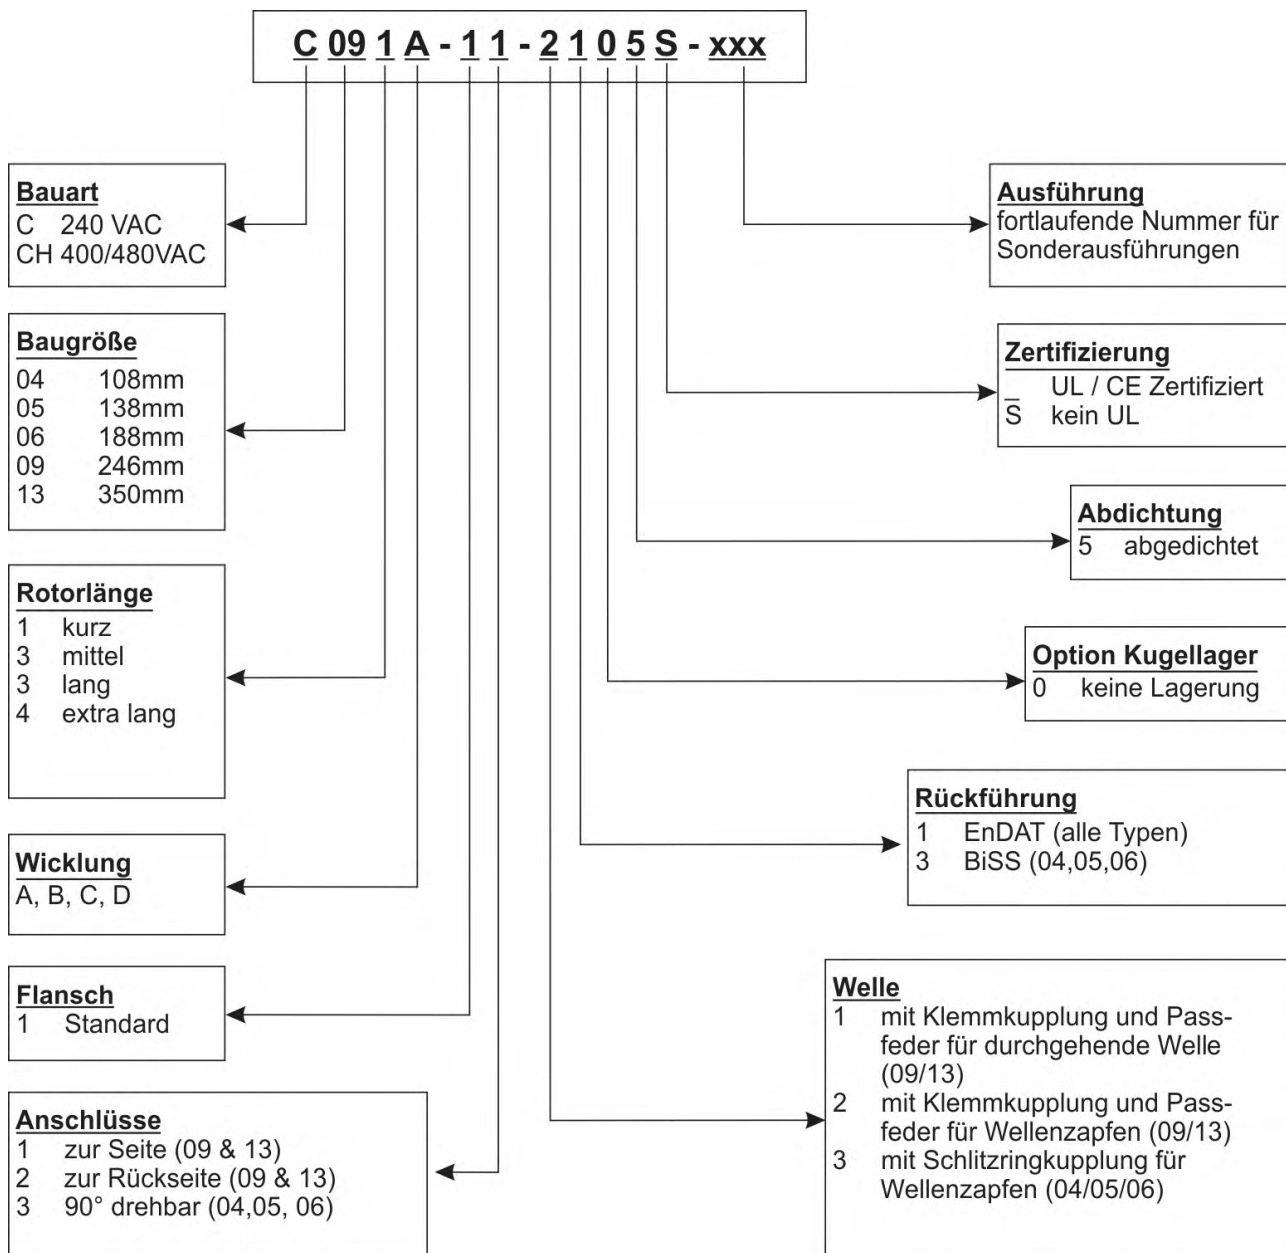 C 09 1 A - 1 1 - 2 1 0 5 S - xxx
Bauart
C 240 VAC
CH 400/480VAC
Baugröße
04 108mm
05 138mm
06 188mm
09 246mm
13 350mm
Rotorlänge
1 kurz
3 mittel
3 lang
4 extra lang
Wicklung
A, B, C, D
Flansch
1 Standard
Anschlüsse
1 zur Seite (09 & 13)
2 zur Rückseite (09 & 13)
3 90° drehbar (04,05, 06)
Ausführung
fortlaufende Nummer für
Sonderausführungen
Zertifizierung
_ UL / CE Zertifiziert
S kein UL
Abdichtung
5 abgedichtet
Option Kugellager
0 keine Lagerung
Rückführung
1 EnDAT (alle Typen)
3 BiSS (04,05,06)
Welle
1 mit Klemmkupplung und Pass-
feder für durchgehende Welle
(09/13)
2 mit Klemmkupplung und Pass-
feder für Wellenzapfen (09/13)
3 mit Schlitzringkupplung für
Wellenzapfen (04/05/06)